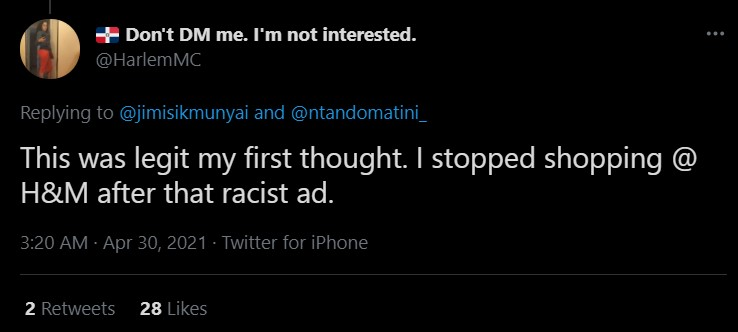 Don't DM me. I'm not interested.
@HarlemMC
Replying to @jimisikmunyai and @ntandomatini_
This was legit my first thought. I stopped shopping @
H&M after that racist ad.
3:20 AM · Apr 30, 2021 · Twitter for iPhone
2 Retweets 28 Likes